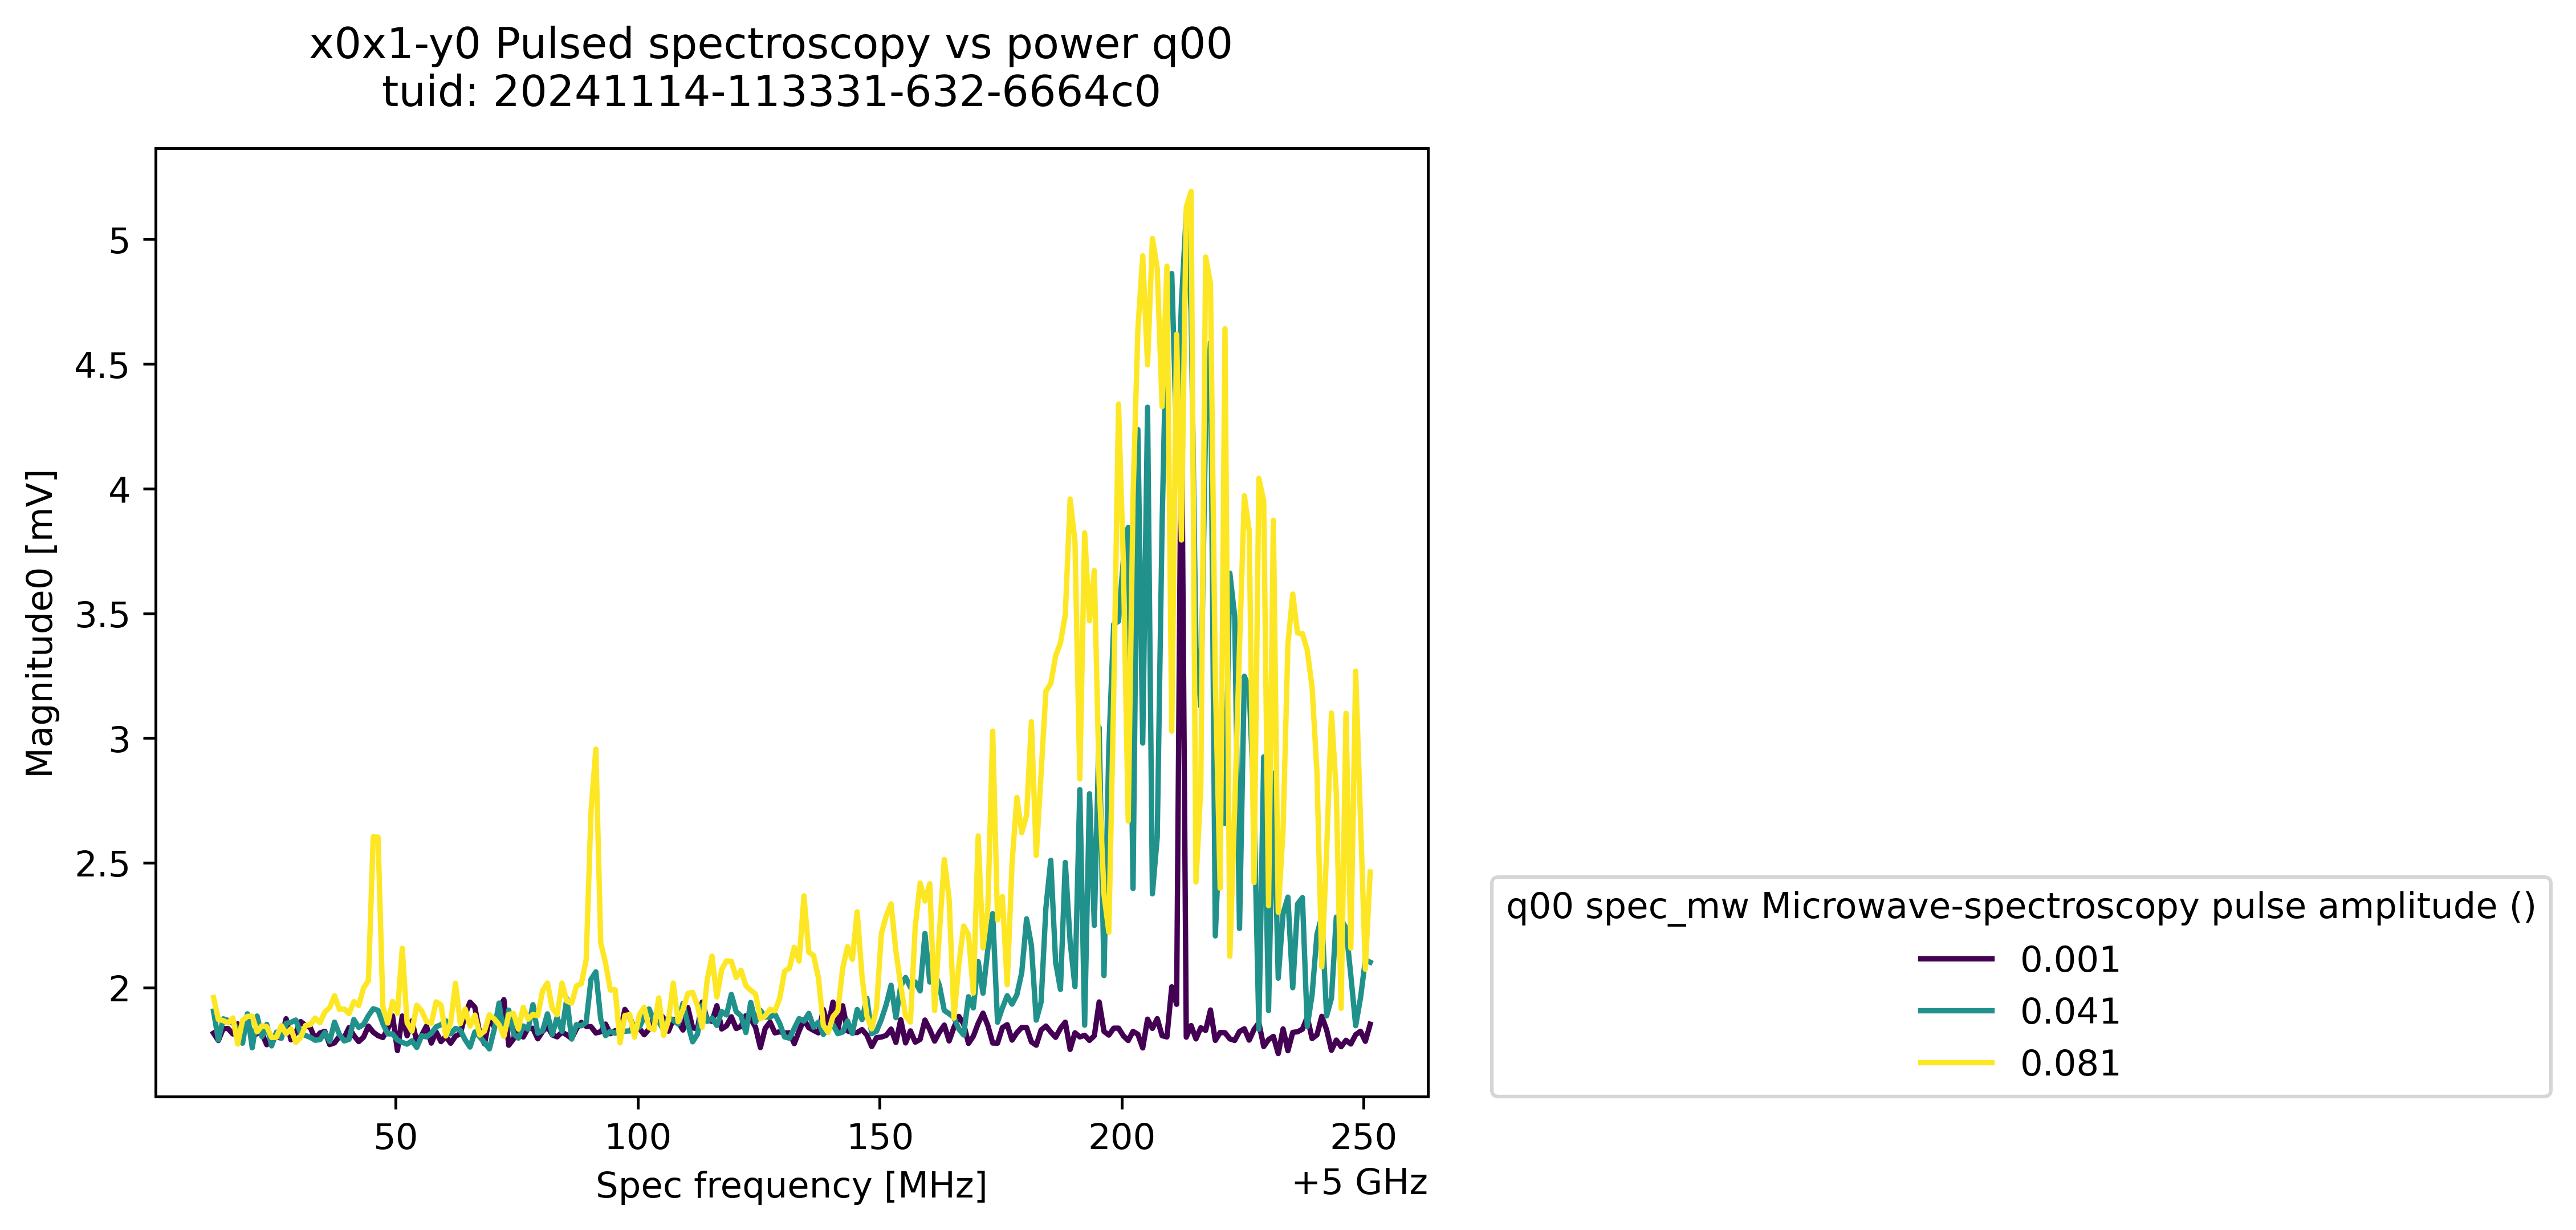 x0x1-y0 Pulsed spectroscopy vs power q00
tuid: 20241114-113331-632-6664c0
5
4.5
4
3.5
3
2.5
2
Magnitude0 [mV]
50
100
150
200
250
Spec frequency [MHz]
+5 GHz
q00 spec_mw Microwave-spectroscopy pulse amplitude ()
0.001
0.041
0.081